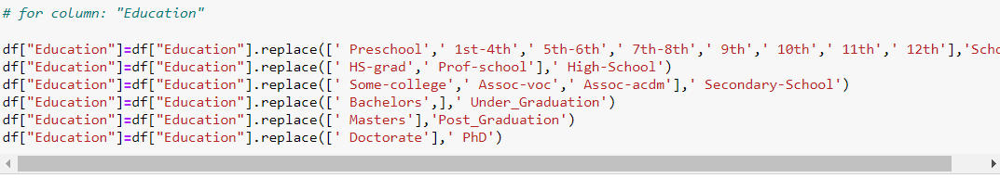 # for column: "Education"
df["Education"]=df["Education"].replace([' Preschool',' 1st-4th',' 5th-6th',' 7th-8th',' 9th',' 10th',' 11th',' 12th'],'Scho
df["Education"]=df["Education"].replace([' HS-grad',' Prof-school'],' High-School')
df["Education"]=df["Education"].replace([' Some-college',' Assoc-voc',' Assoc-acdm'],' Secondary-School')
df["Education"]=df["Education"].replace([' Bachelors',],' Under_Graduation')
df["Education"]=df["Education"].replace([' Masters'],'Post_Graduation')
df["Education"]=df["Education"].replace([' Doctorate'],' PhD')